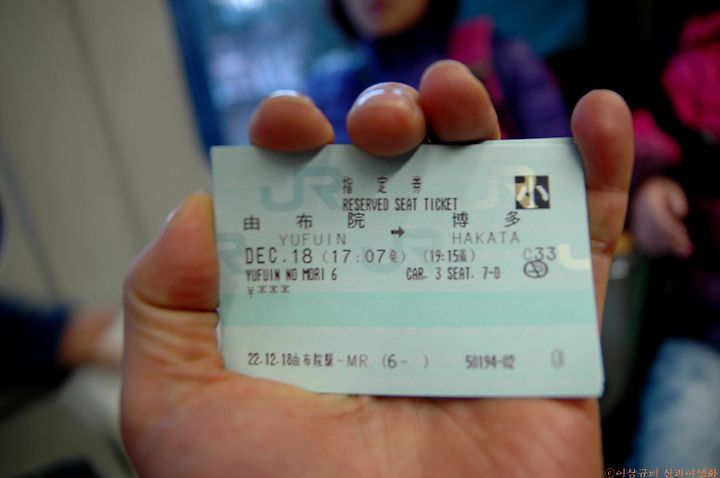 指定券
RESERVED SEAT TICKET
小
由布院 → 博多
YUFUIN HAKATA
DEC.18 (17:07発) (19:15着) C33
YUFUIN NO MORI 6 CAR. 3 SEAT. 7-D
¥***
22.12.18由布院駅-MR (6- ) 50194-02
©이상규의 산과야생화